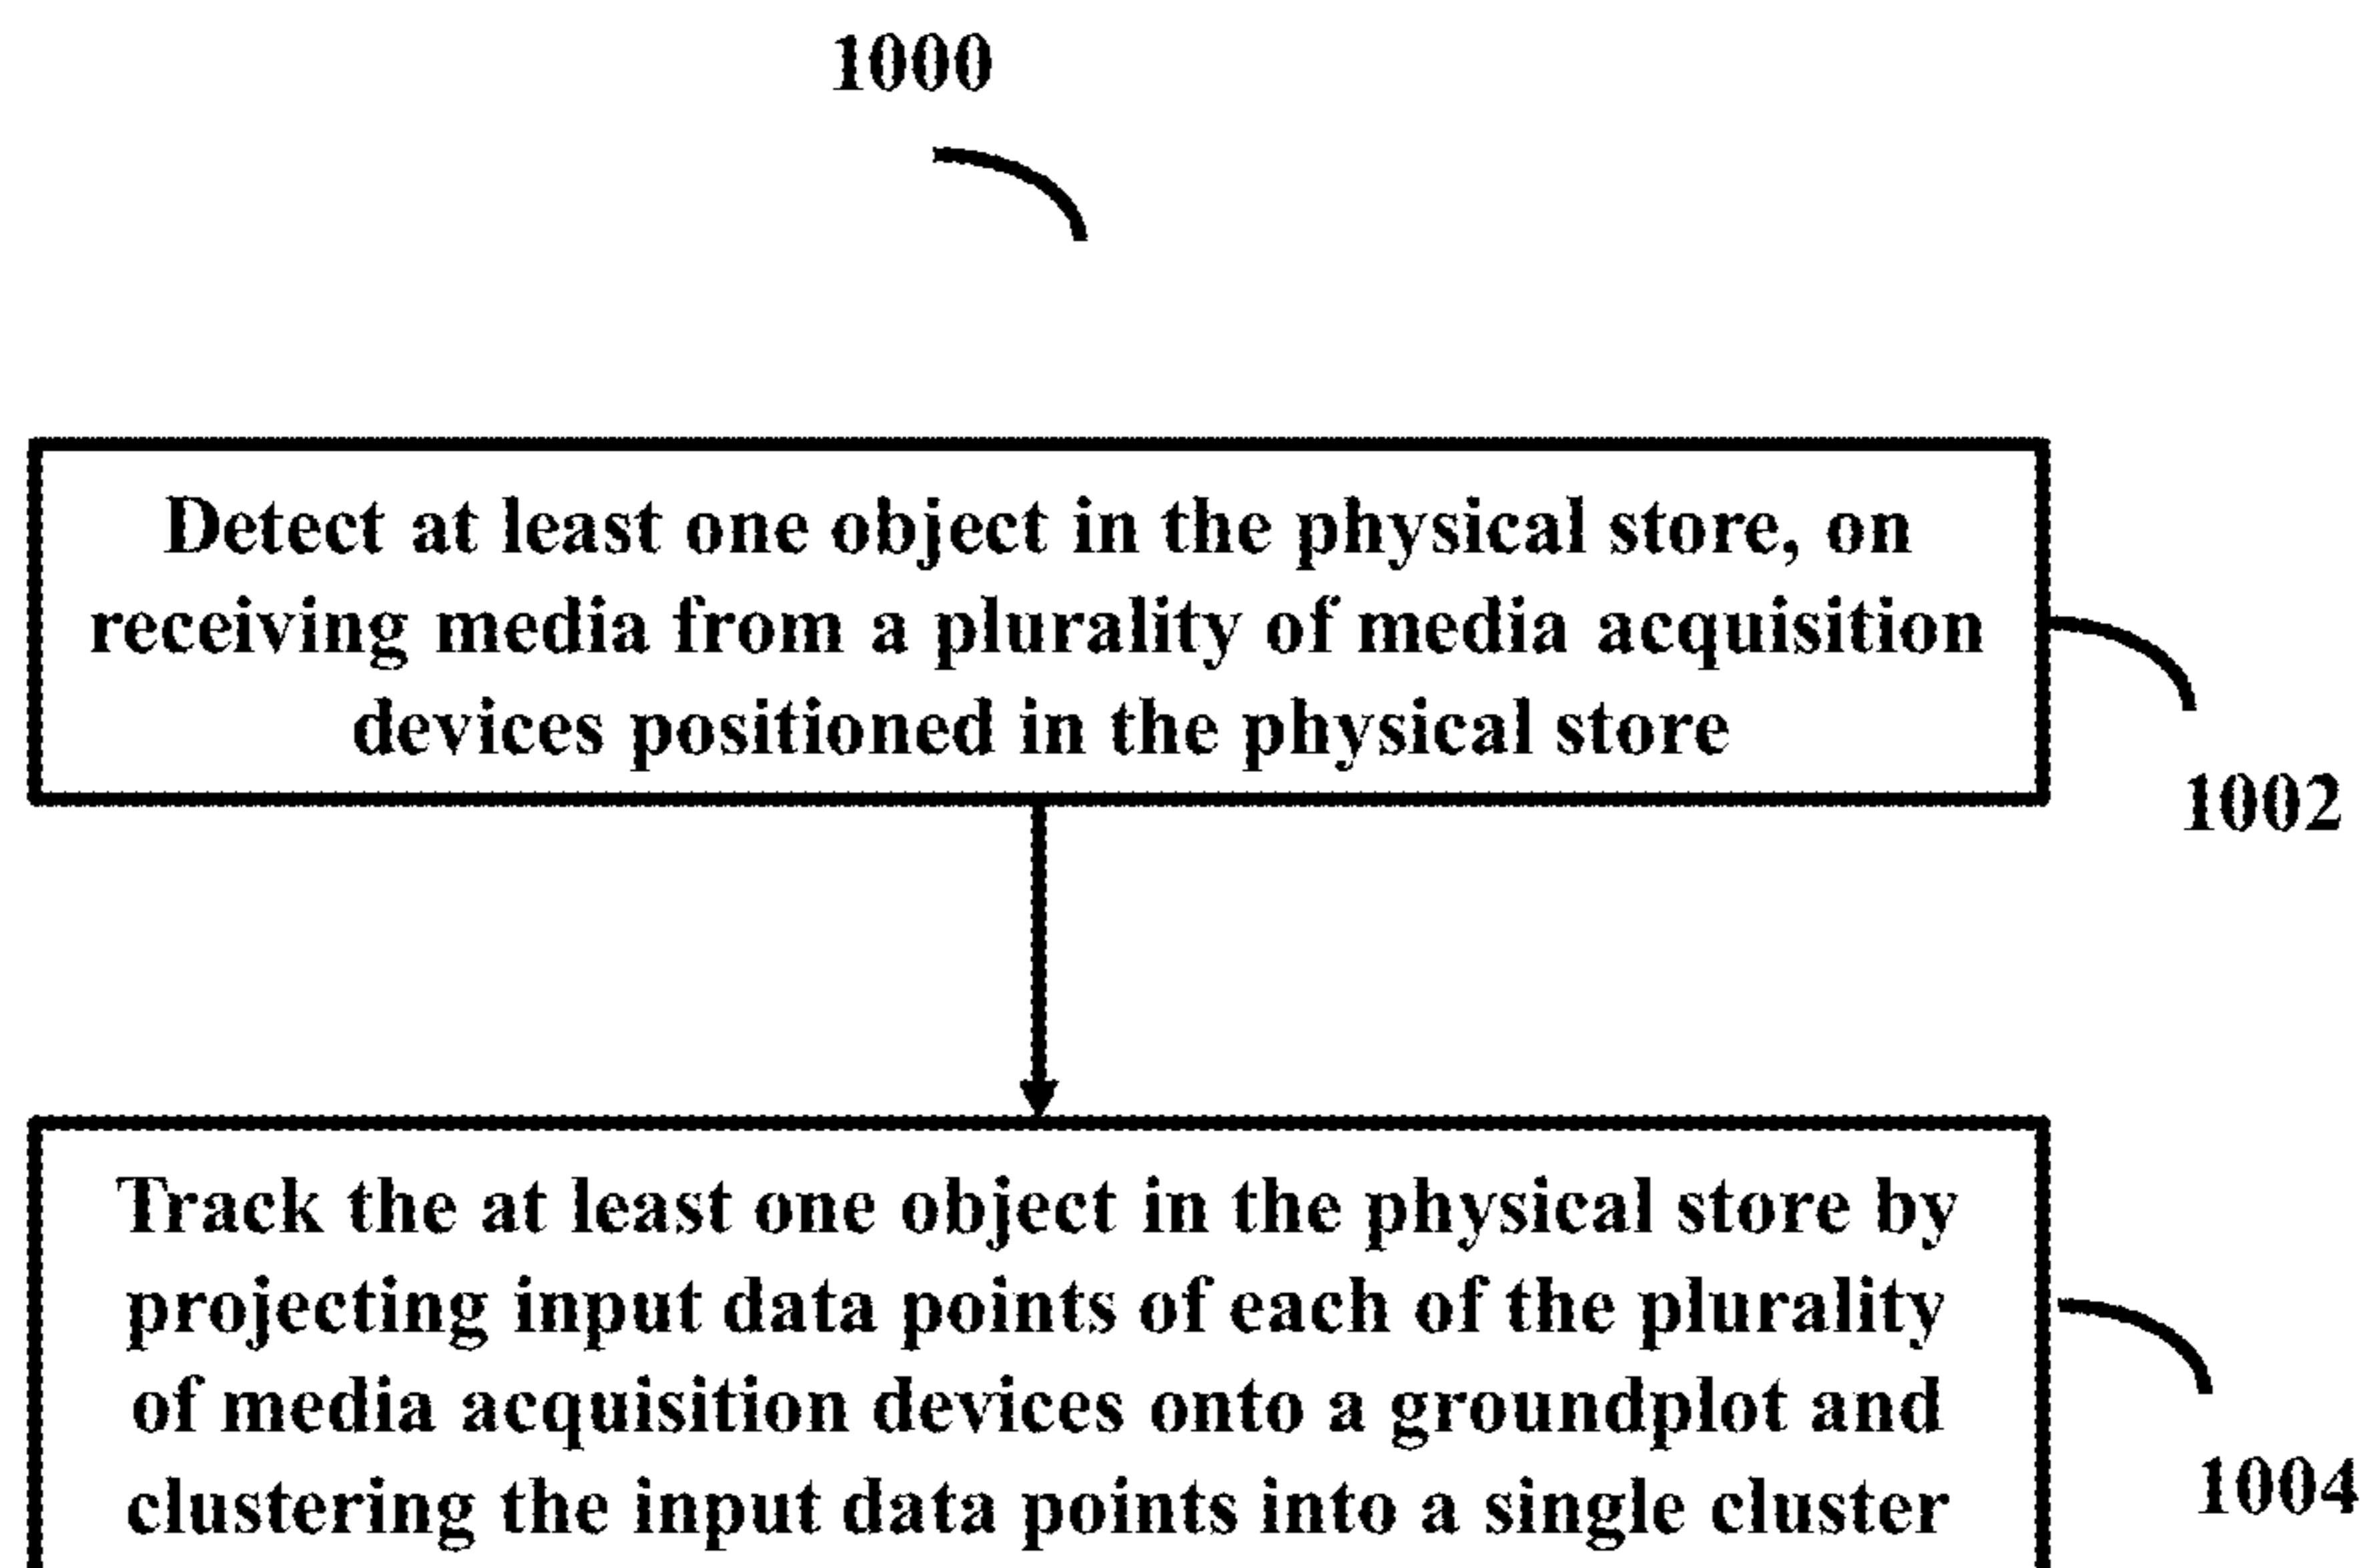 1000
Detect at least one object in the physical store, on
receiving media from a plurality of media acquisition
devices positioned in the physical store
1002
Track the at least one object in the physical store by
projecting input data points of each of the plurality
of media acquisition devices onto a groundplot and
clustering the input data points into a single cluster
1004